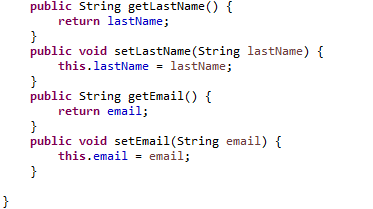 public String getLastName() {
return lastName;
}
public void setLastName(String lastName) {
this.lastName = lastName;
}
public String getEmail() {
return email;
}
public void setEmail(String email) {
this.email = email;
}
}